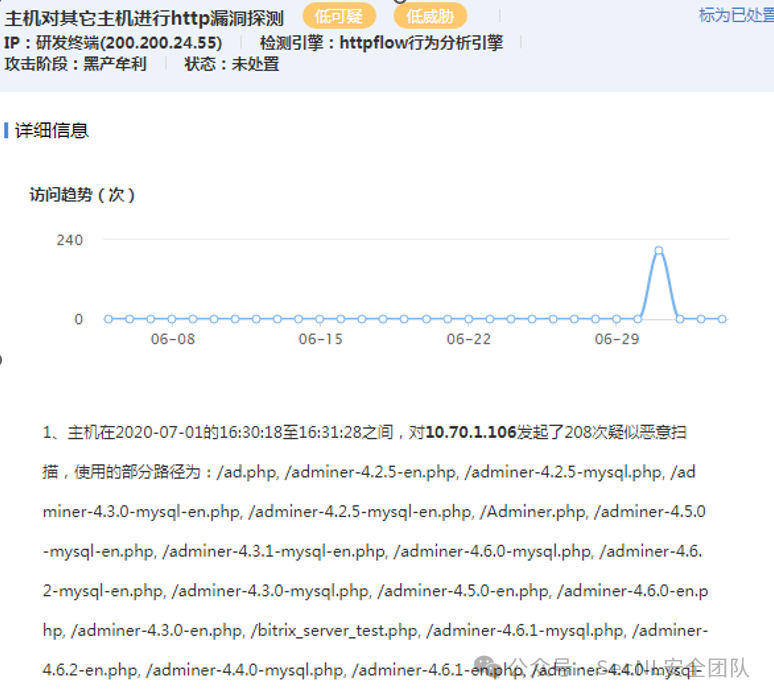 主机对其它主机进行http漏洞探测 低可疑 低威胁 标为已处置
IP：研发终端(200.200.24.55) 检测引擎：httpflow行为分析引擎
攻击阶段：黑产牟利 状态：未处置
详细信息
访问趋势（次）
240
0
06-08 06-15 06-22 06-29
1、主机在2020-07-01的16:30:18至16:31:28之间，对10.70.1.106发起了208次疑似恶意扫
描，使用的部分路径为：/ad.php, /adminer-4.2.5-en.php, /adminer-4.2.5-mysql.php, /ad
miner-4.3.0-mysql-en.php, /adminer-4.2.5-mysql-en.php, /Adminer.php, /adminer-4.5.0
-mysql-en.php, /adminer-4.3.1-mysql-en.php, /adminer-4.6.0-mysql.php, /adminer-4.6.
2-mysql-en.php, /adminer-4.3.0-mysql.php, /adminer-4.5.0-en.php, /adminer-4.6.0-en.p
hp, /adminer-4.3.0-en.php, /bitrix_server_test.php, /adminer-4.6.1-mysql.php, /adminer-
4.6.2-en.php, /adminer-4.4.0-mysql.php, /adminer-4.6.1-en.php, /adminer-4.4.0-mysql-
公众号 安全团队